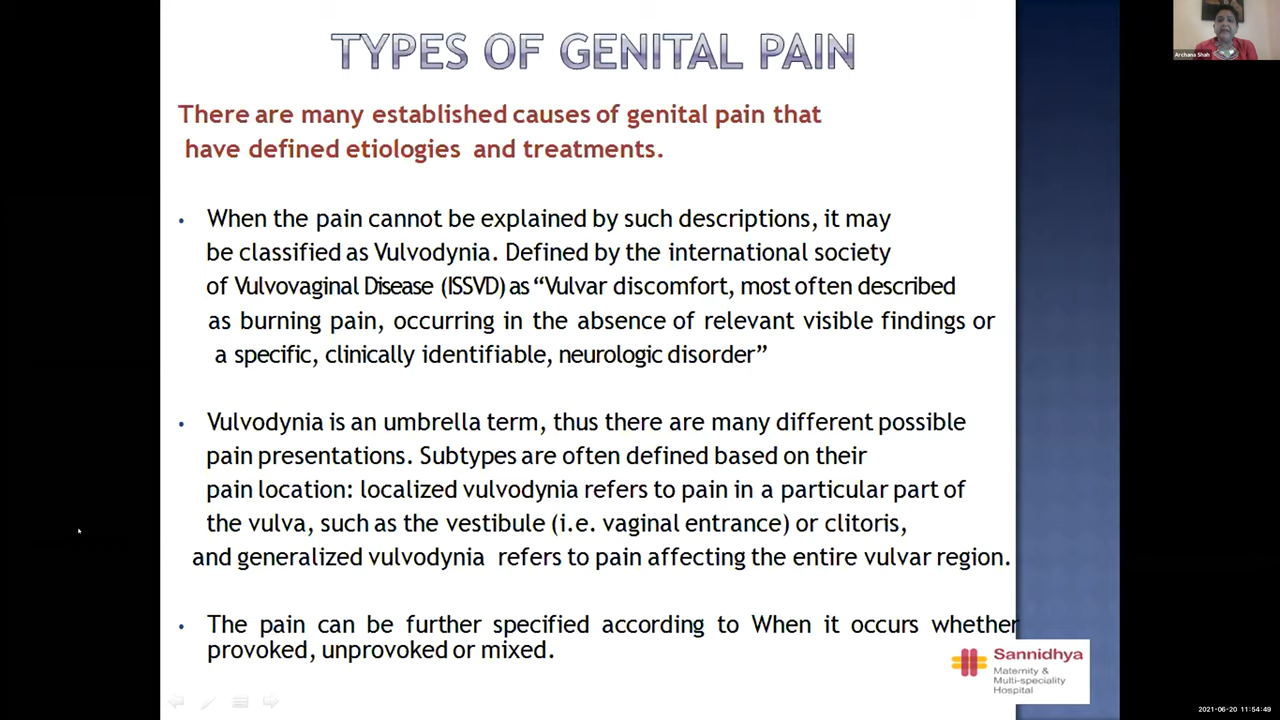 TYPES OF GENITAL PAIN
There are many established causes of genital pain that
have defined etiologies and treatments.
• When the pain cannot be explained by such descriptions, it may
be classified as Vulvodynia. Defined by the international society
of Vulvovaginal Disease (ISSVD) as “Vulvar discomfort, most often described
as burning pain, occurring in the absence of relevant visible findings or
a specific, clinically identifiable, neurologic disorder”
• Vulvodynia is an umbrella term, thus there are many different possible
pain presentations. Subtypes are often defined based on their
pain location: localized vulvodynia refers to pain in a particular part of
the vulva, such as the vestibule (i.e. vaginal entrance) or clitoris,
and generalized vulvodynia refers to pain affecting the entire vulvar region.
• The pain can be further specified according to When it occurs whether
provoked, unprovoked or mixed.
Sannidhya
Maternity &
Multi-speciality
Hospital
Archana Shah
2021-06-20 11:54:49